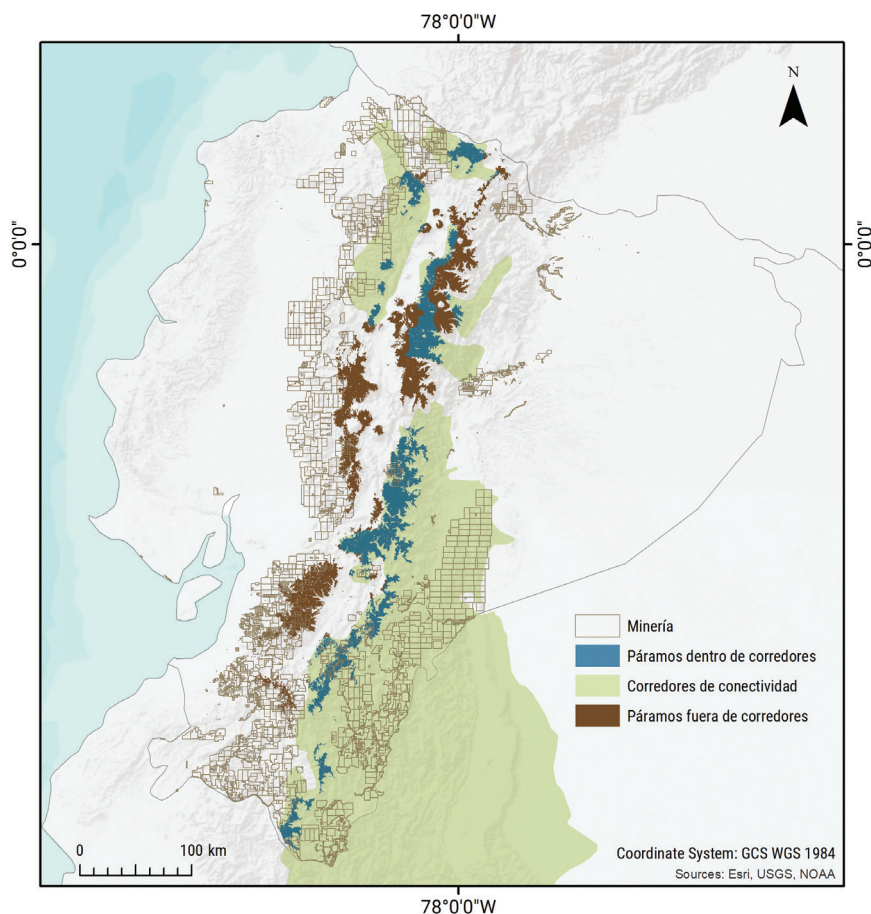 78°0'0"W
N
0°0'0"
0°0'0"
Minería
Páramos dentro de corredores
Corredores de conectividad
Páramos fuera de corredores
0 100 km
Coordinate System: GCS WGS 1984
Sources: Esri, USGS, NOAA
78°0'0"W